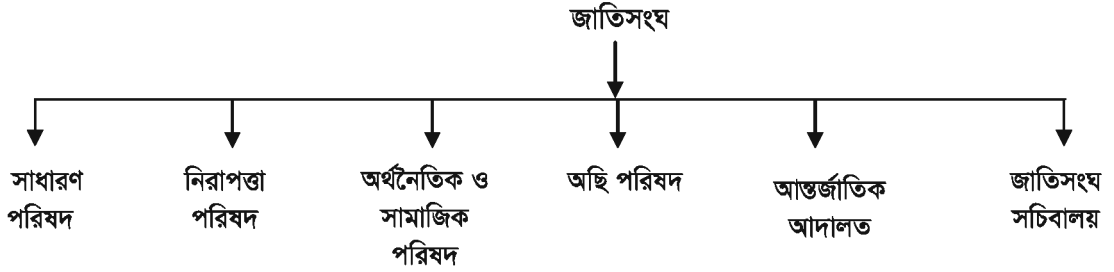 জাতিসংঘ
সাধারণ
পরিষদ
নিরাপত্তা
পরিষদ
অর্থনৈতিক ও
সামাজিক
পরিষদ
অছি পরিষদ
আন্তর্জাতিক
আদালত
জাতিসংঘ
সচিবালয়